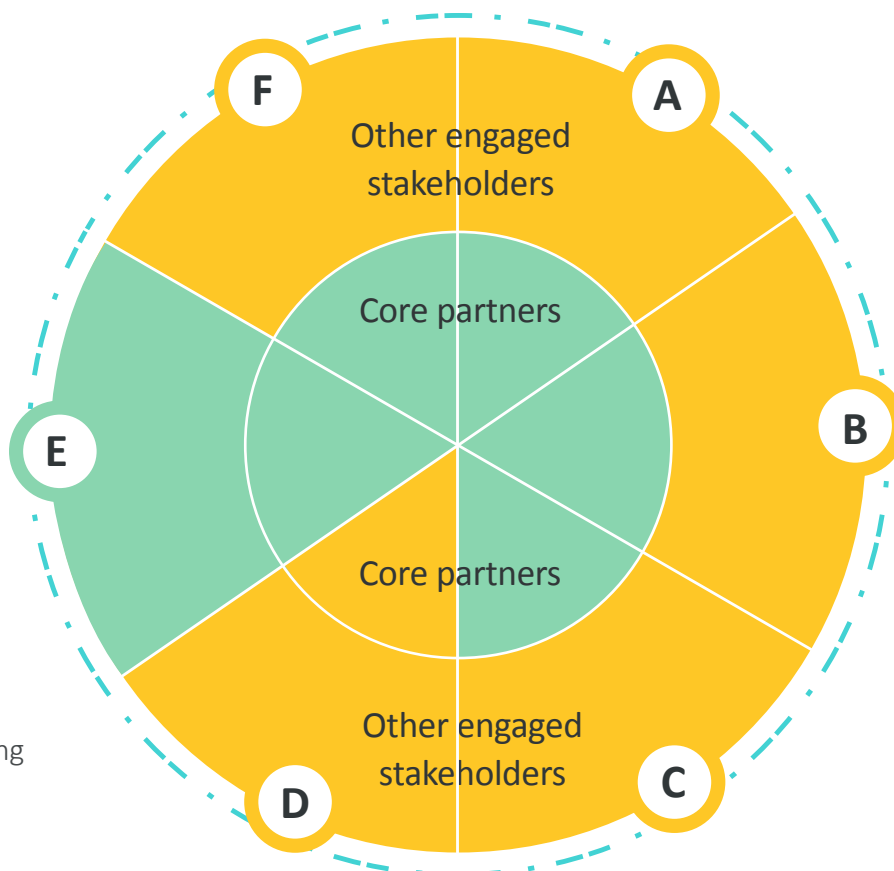 F
A
Other engaged
stakeholders
Core partners
B
E
Core partners
Other engaged
stakeholders
ng
C
D